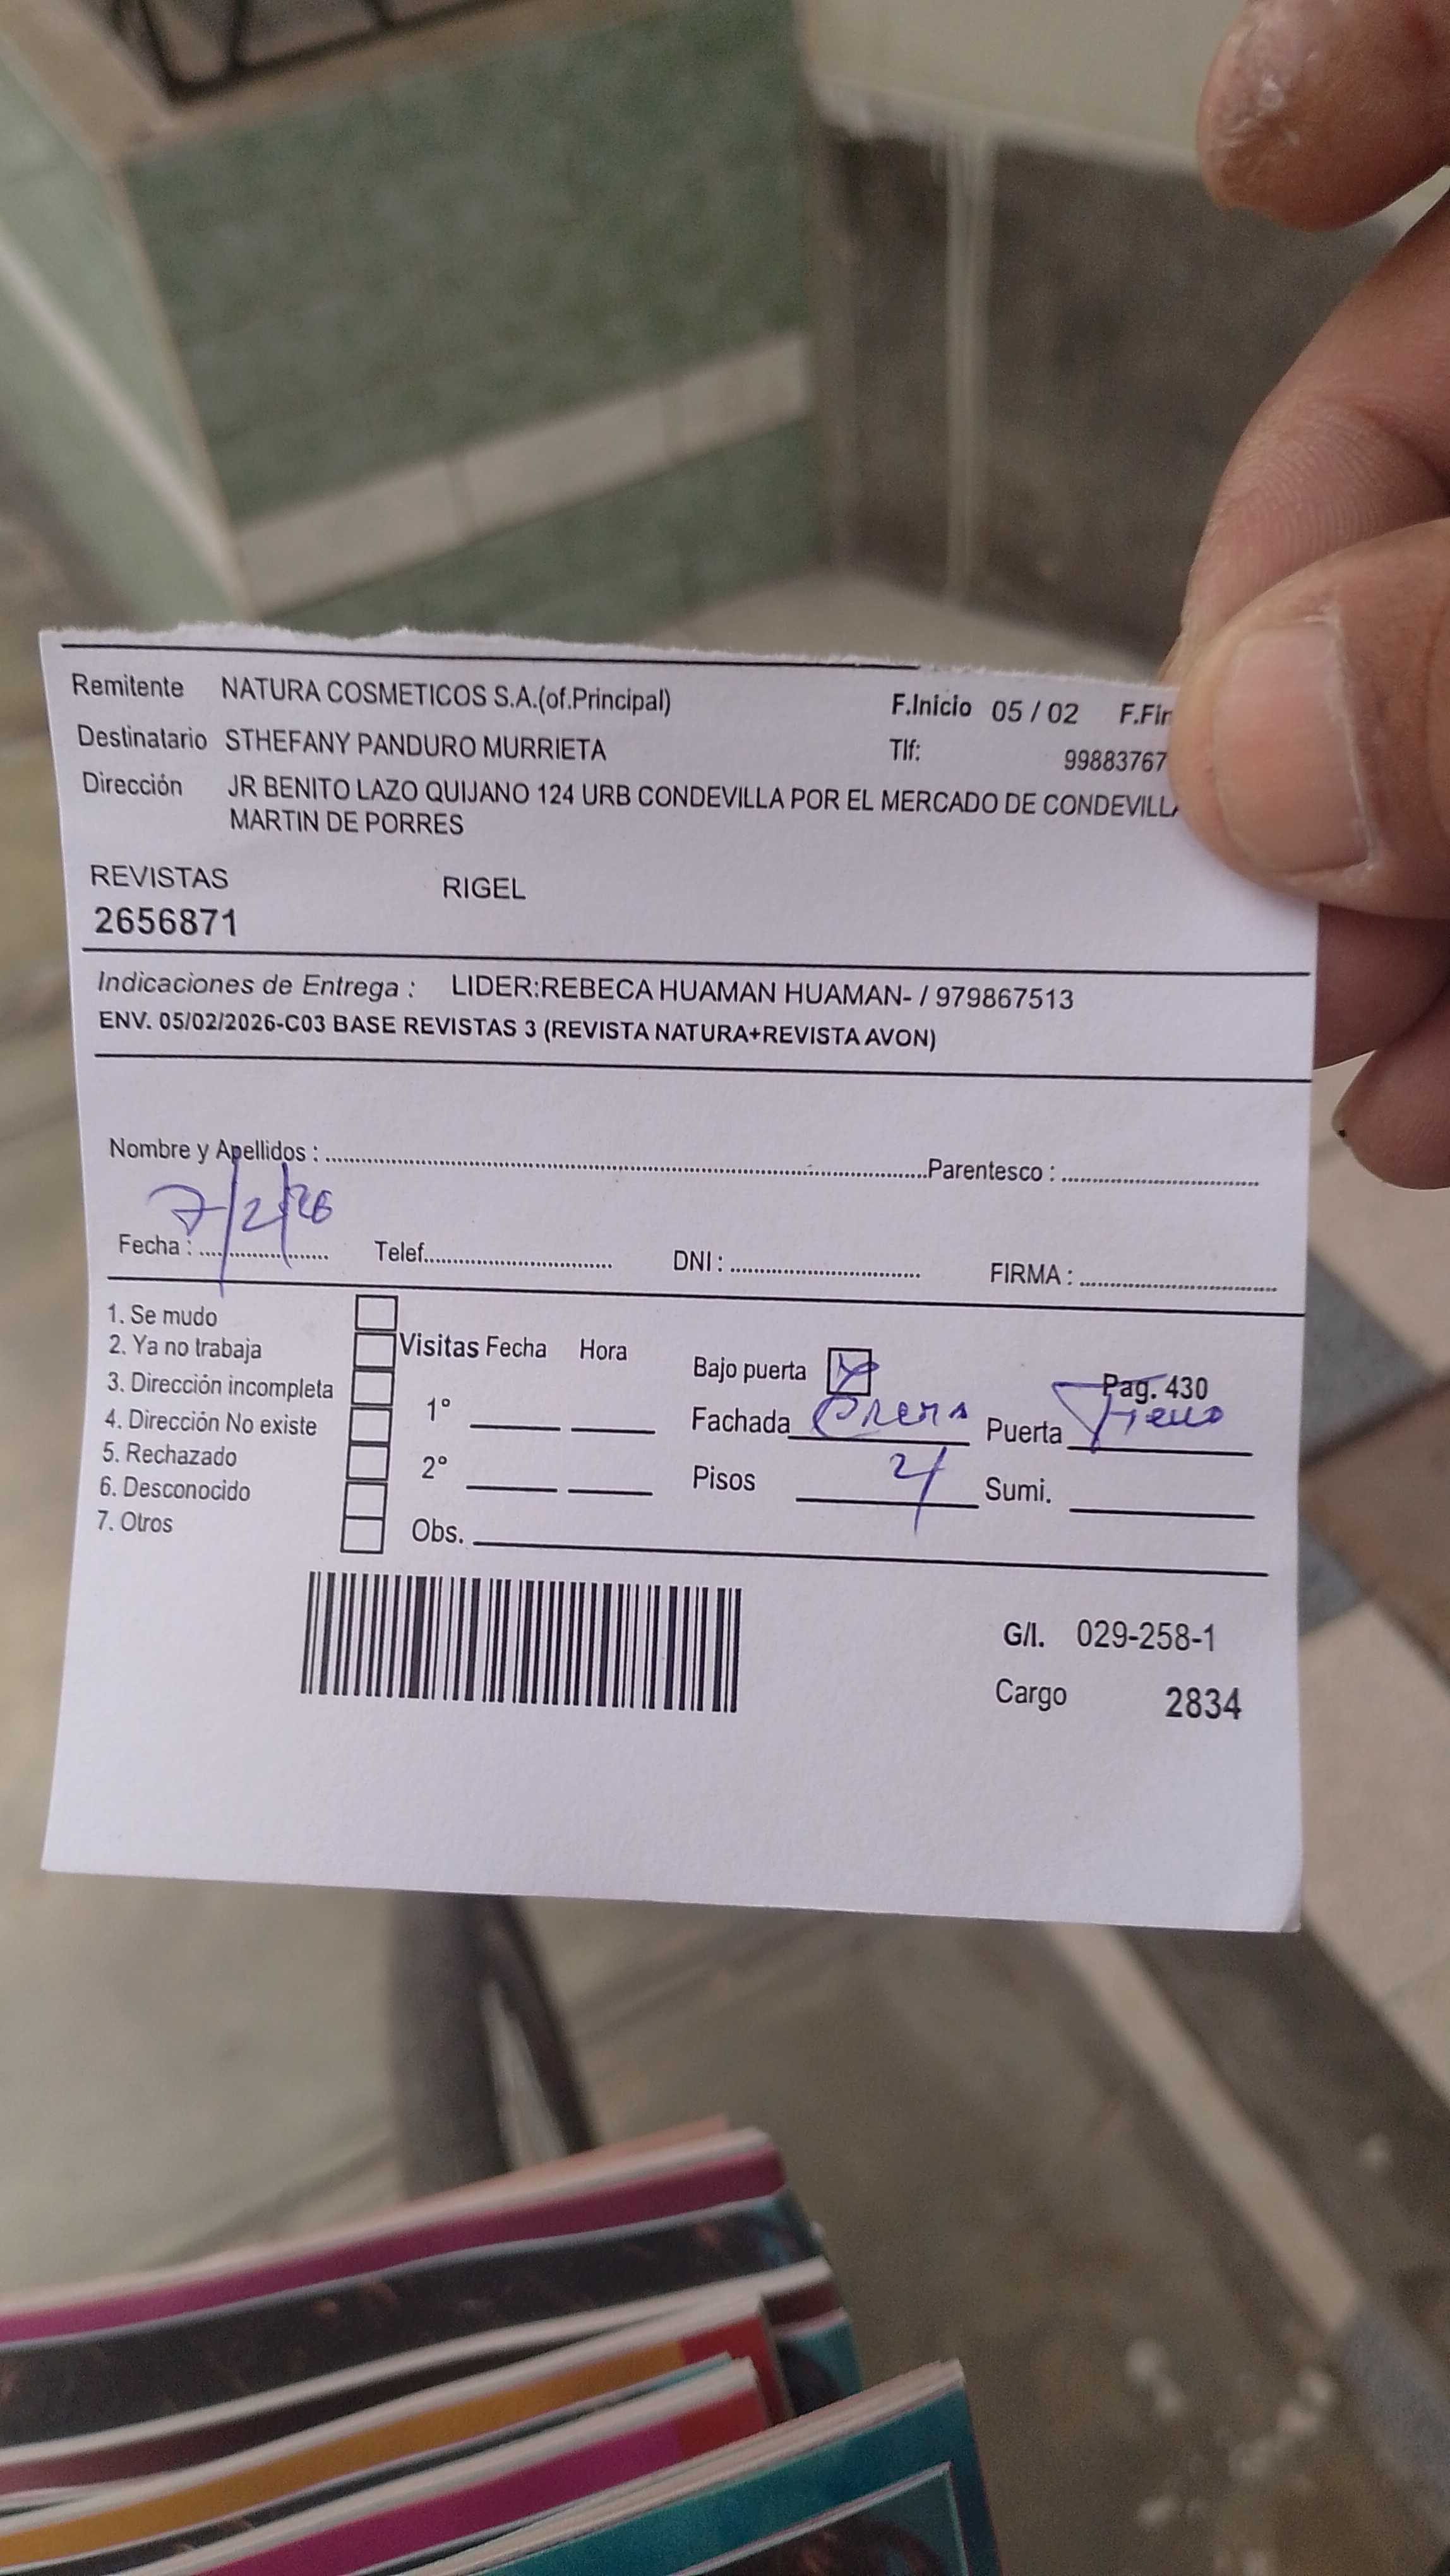 Remitente NATURA COSMETICOS S.A.(of.Principal) F.Inicio 05 / 02 F.Fin
Destinatario STHEFANY PANDURO MURRIETA Tlf: 99883767
Dirección JR BENITO LAZO QUIJANO 124 URB CONDEVILLA POR EL MERCADO DE CONDEVILLA
MARTIN DE PORRES
REVISTAS RIGEL
2656871
Indicaciones de Entrega : LIDER:REBECA HUAMAN HUAMAN- / 979867513
ENV. 05/02/2026-C03 BASE REVISTAS 3 (REVISTA NATURA+REVISTA AVON)
Nombre y Apellidos : Parentesco :
7/2/26
Fecha : Telef. DNI : FIRMA :
1. Se mudo
2. Ya no trabaja Visitas Fecha Hora Bajo puerta Pag. 430
3. Dirección incompleta
4. Dirección No existe 1° Fachada Crema Puerta Fierro
5. Rechazado
6. Desconocido 2° Pisos 2 Sumi.
7. Otros Obs.
G/I. 029-258-1
Cargo 2834